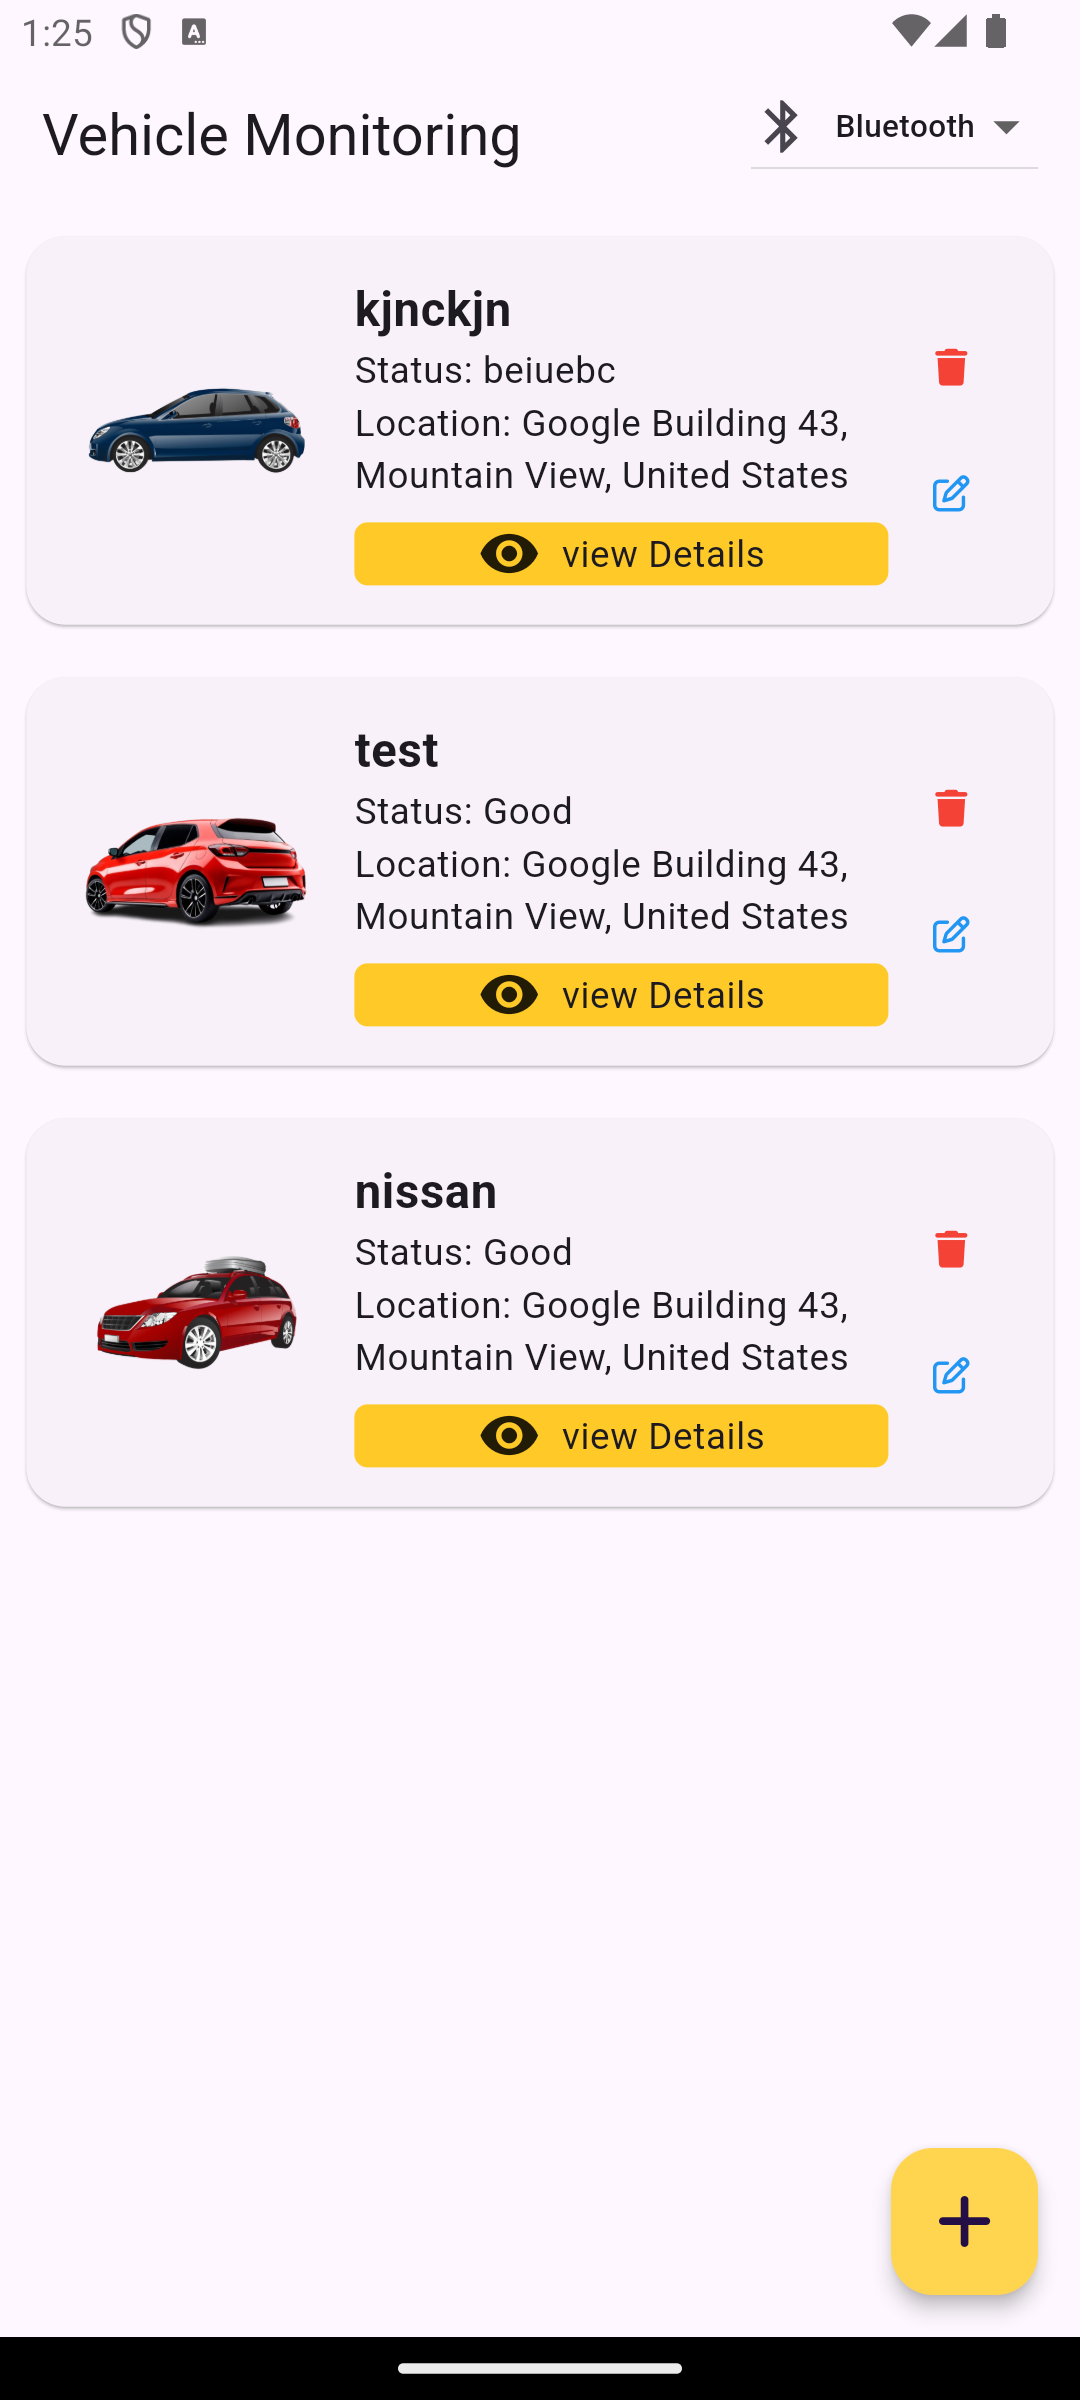 1:25
Vehicle Monitoring
Bluetooth
kjnckjn
Status: beiuebc
Location: Google Building 43,
Mountain View, United States
view Details
test
Status: Good
Location: Google Building 43,
Mountain View, United States
view Details
nissan
Status: Good
Location: Google Building 43,
Mountain View, United States
view Details